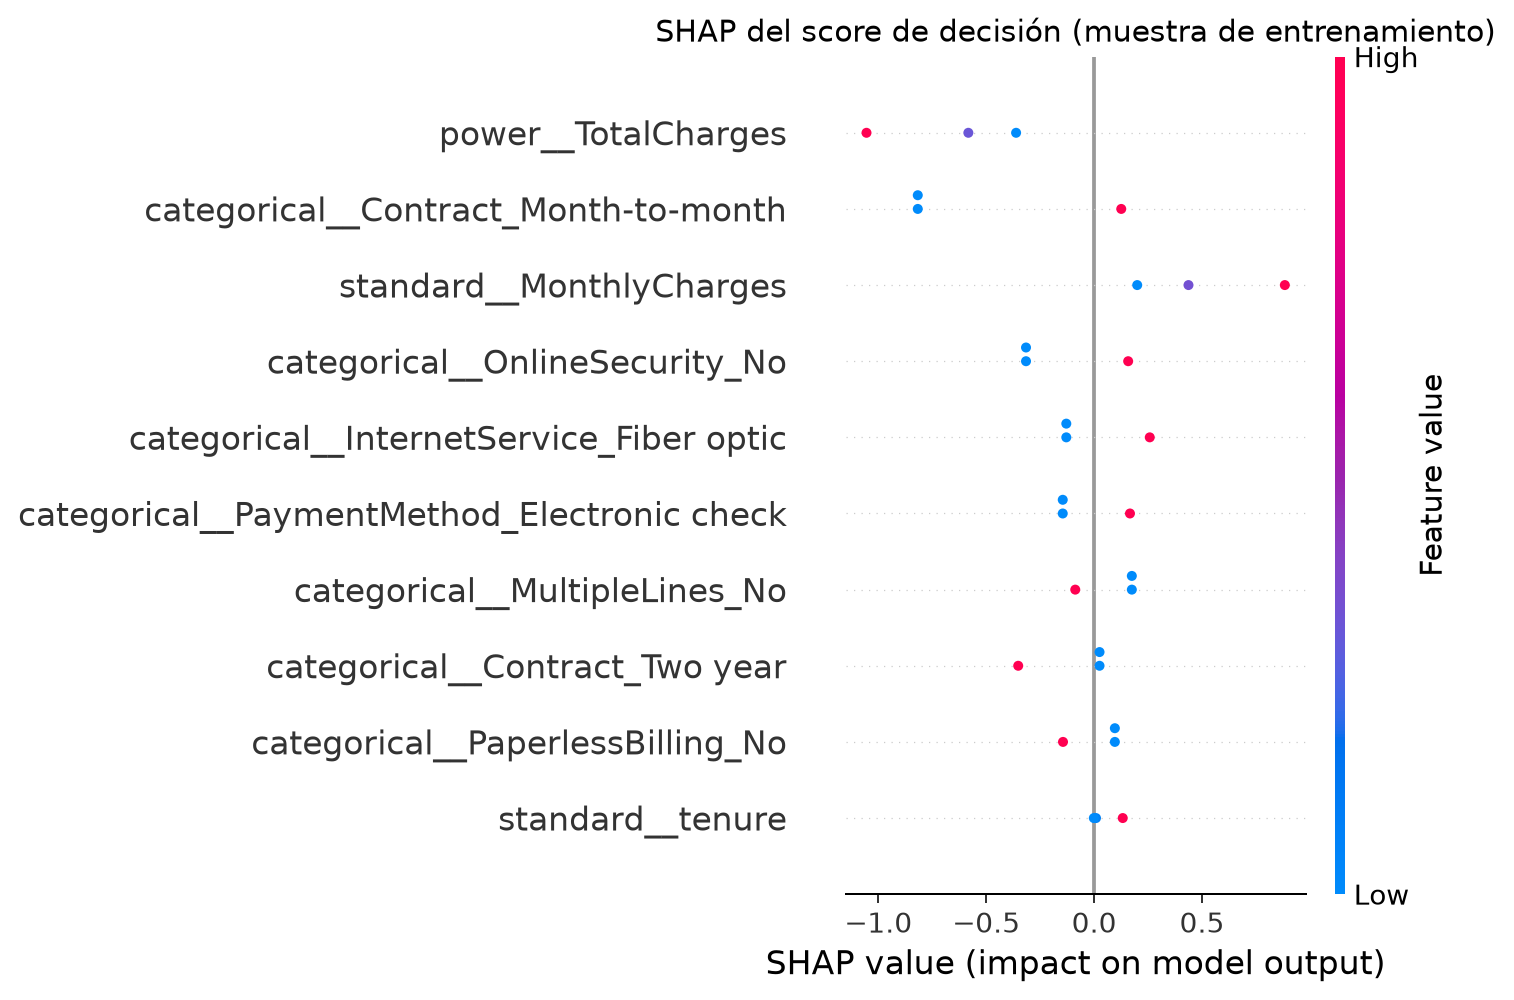 SHAP del score de decisión (muestra de entrenamiento)
High
power__TotalCharges
categorical__Contract_Month-to-month
standard__MonthlyCharges
categorical__OnlineSecurity_No
categorical__InternetService_Fiber optic
categorical__PaymentMethod_Electronic check
categorical__MultipleLines_No
categorical__Contract_Two year
categorical__PaperlessBilling_No
standard__tenure
Feature value
Low
−1.0 −0.5 0.0 0.5
SHAP value (impact on model output)